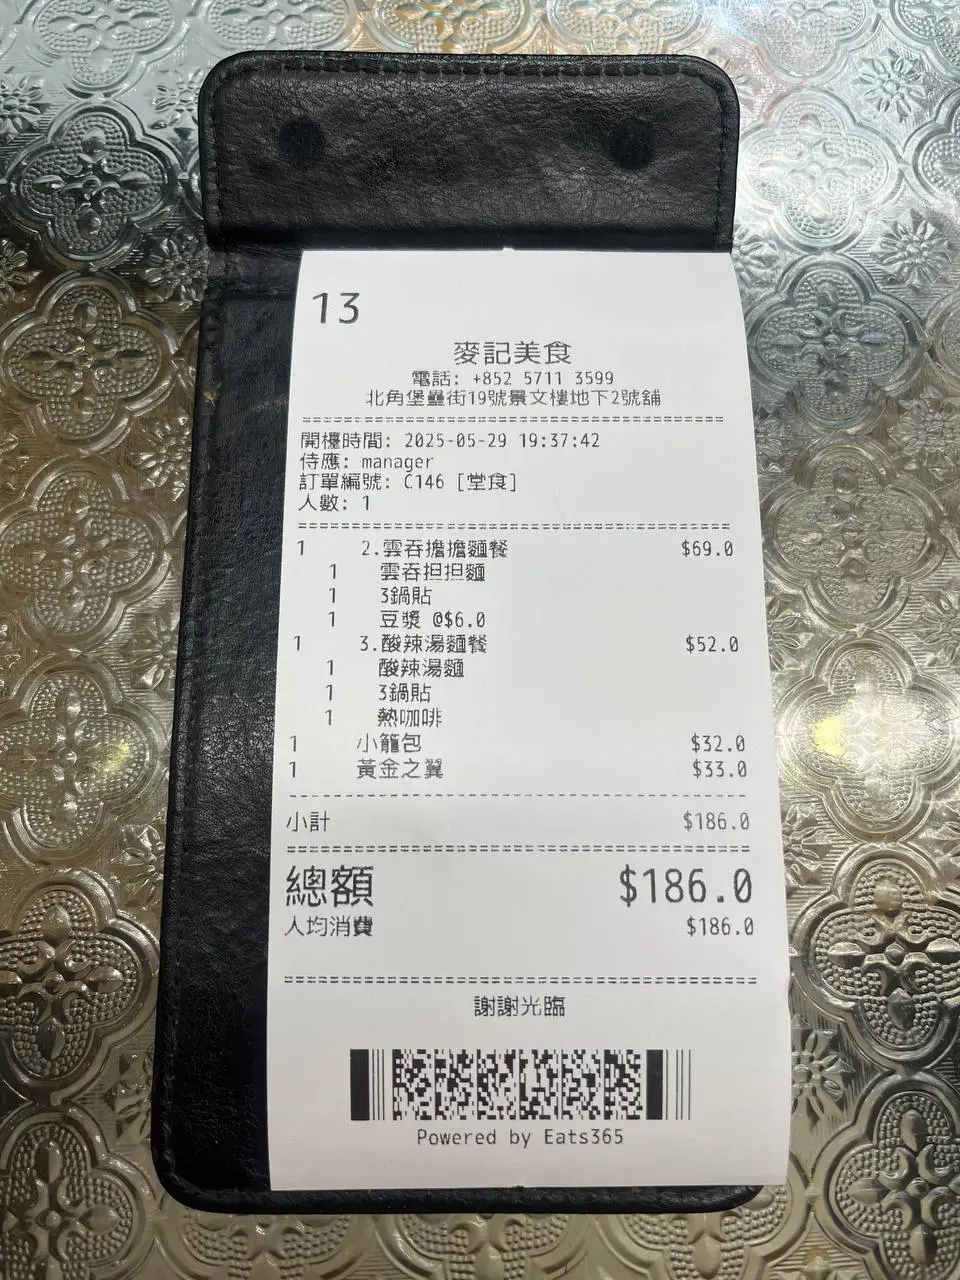 13
麥記美食
電話: +852 5711 3599
北角堡壘街19號景文樓地下2號舖
開檯時間: 2025-05-29 19:37:42
侍應: manager
訂單編號: C146 [堂食]
人數: 1
1 2.雲吞擔擔麵餐 $69.0
1 雲吞担担麵
1 3鍋貼
1 豆漿 @$6.0
1 3.酸辣湯麵餐 $52.0
1 酸辣湯麵
1 3鍋貼
1 熱咖啡
1 小籠包 $32.0
1 黃金之翼 $33.0
小計 $186.0
總額 $186.0
人均消費 $186.0
謝謝光臨
Powered by Eats365